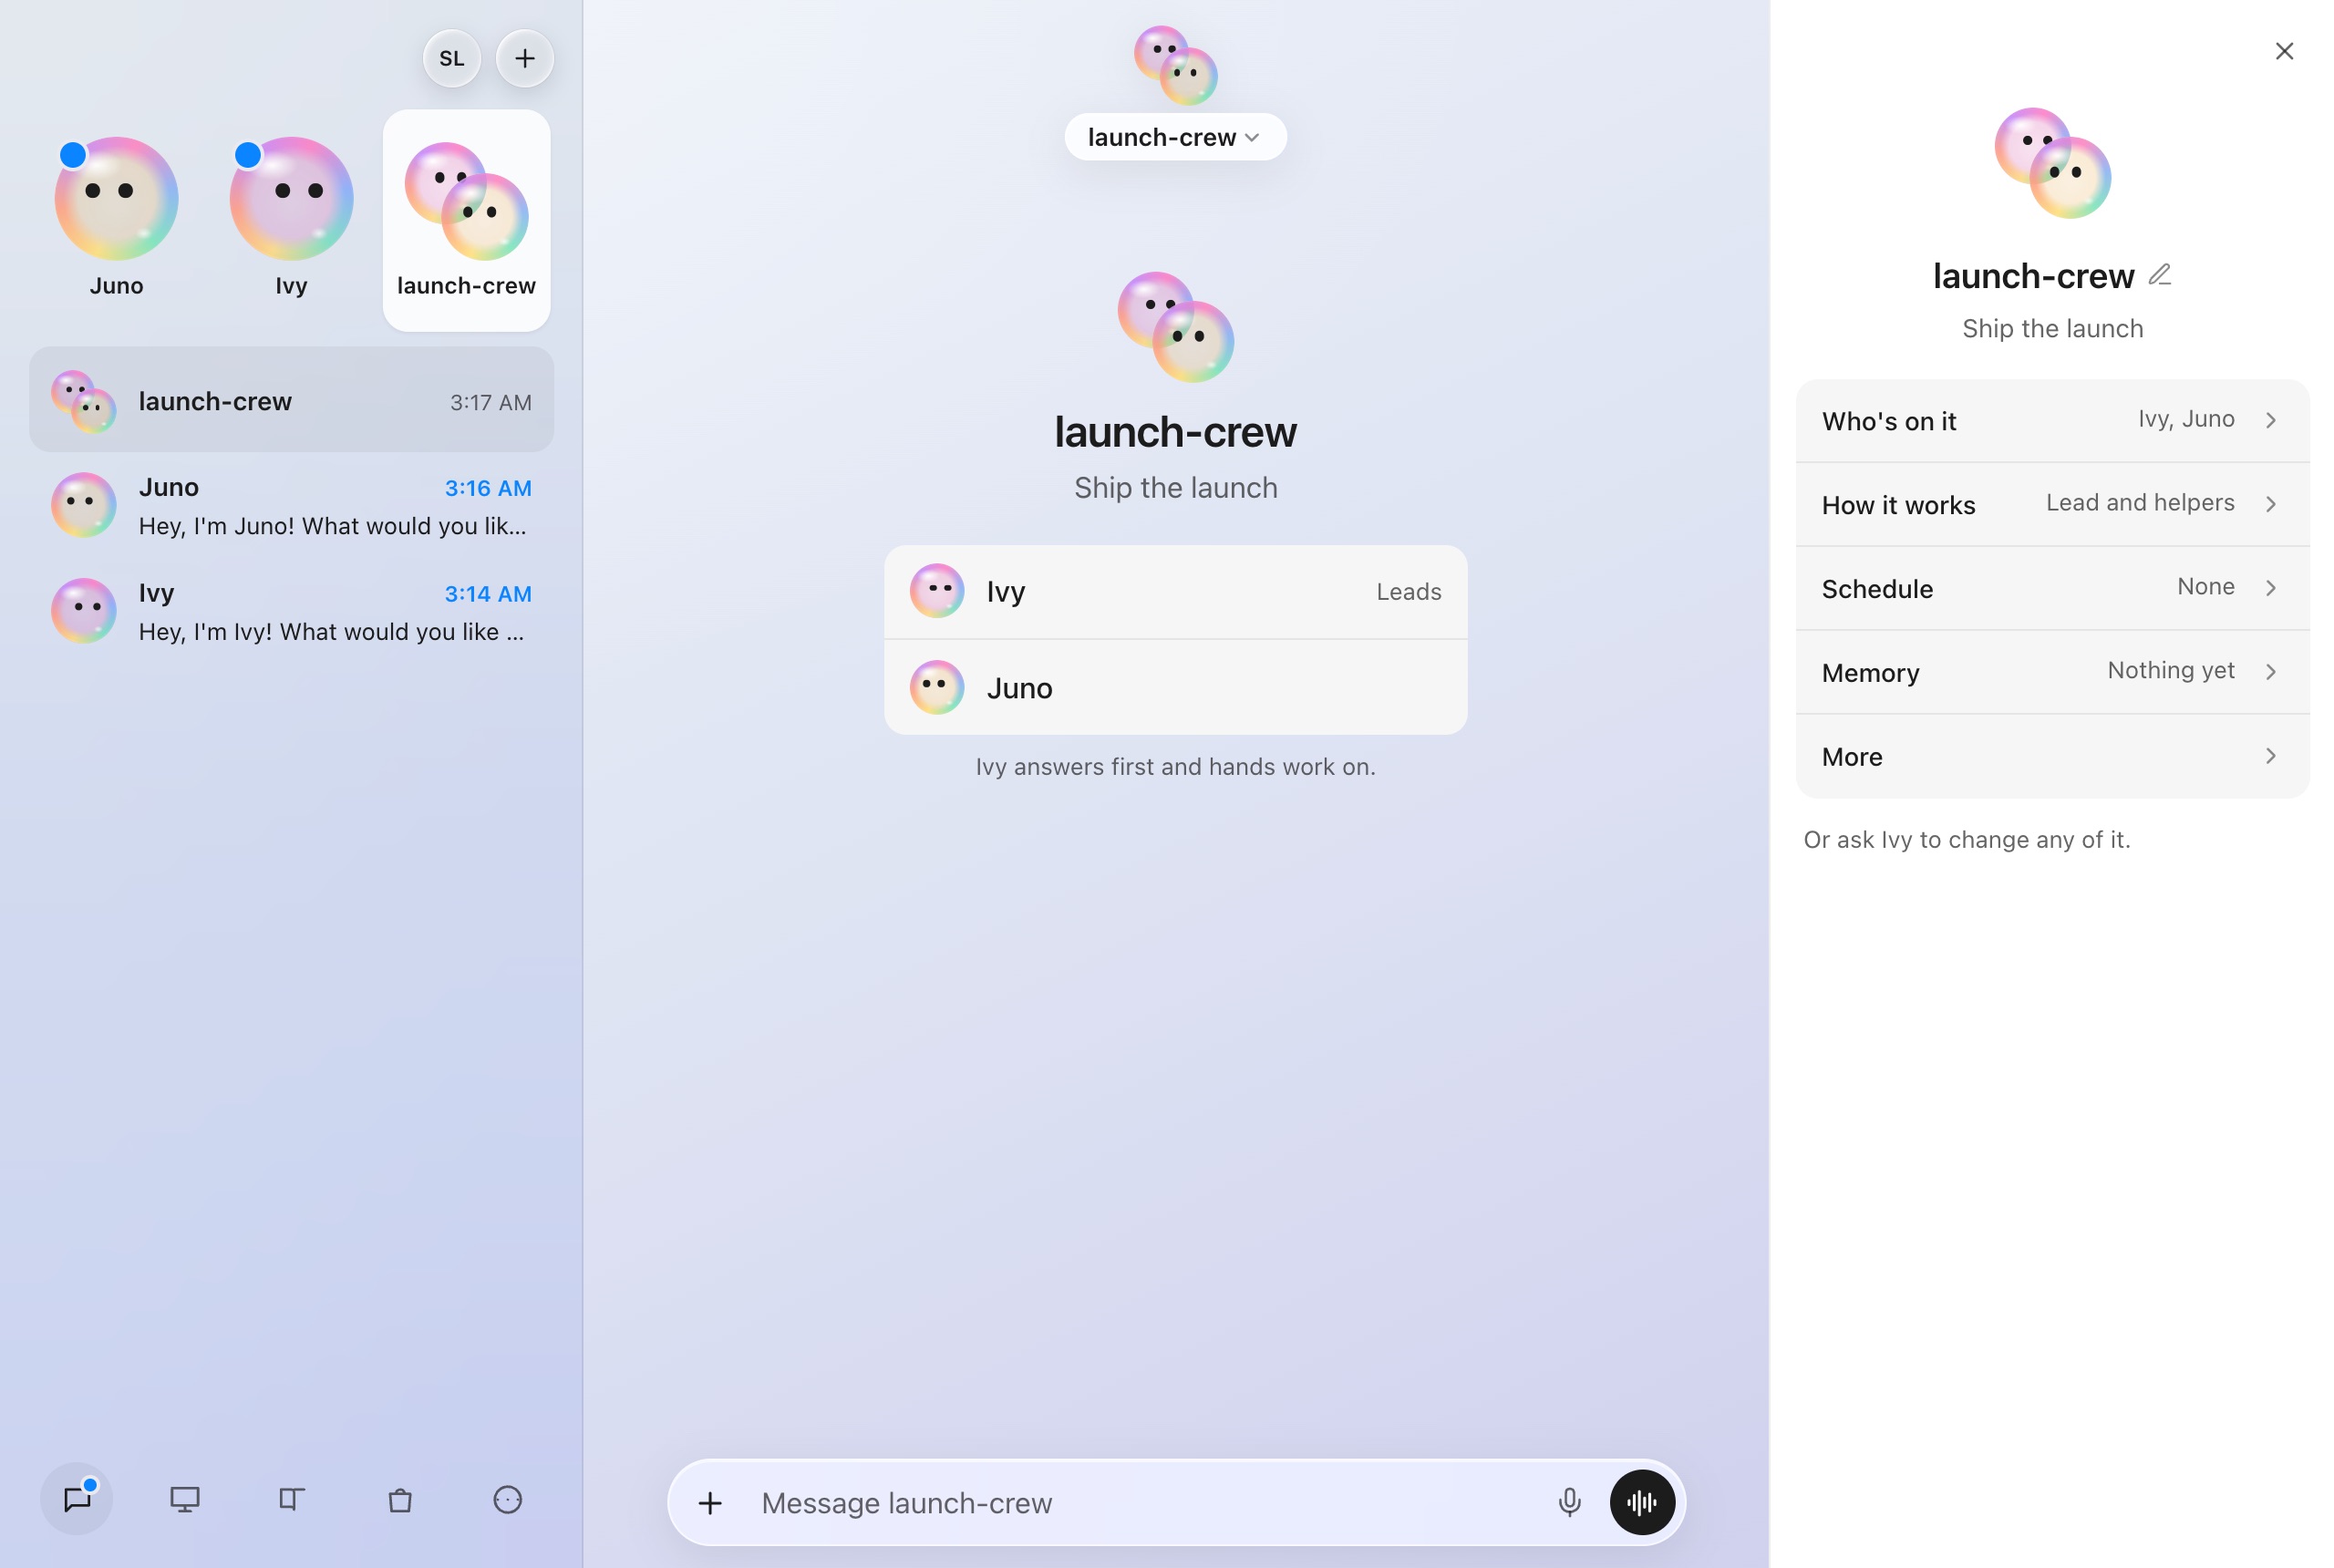 SL
Juno
Ivy
launch-crew
launch-crew
3:17 AM
Juno
3:16 AM
Hey, I'm Juno! What would you lik...
Ivy
3:14 AM
Hey, I'm Ivy! What would you like ...
launch-crew
launch-crew
Ship the launch
Ivy
Leads
Juno
Ivy answers first and hands work on.
Message launch-crew
launch-crew
Ship the launch
Who's on it
Ivy, Juno
How it works
Lead and helpers
Schedule
None
Memory
Nothing yet
More
Or ask Ivy to change any of it.